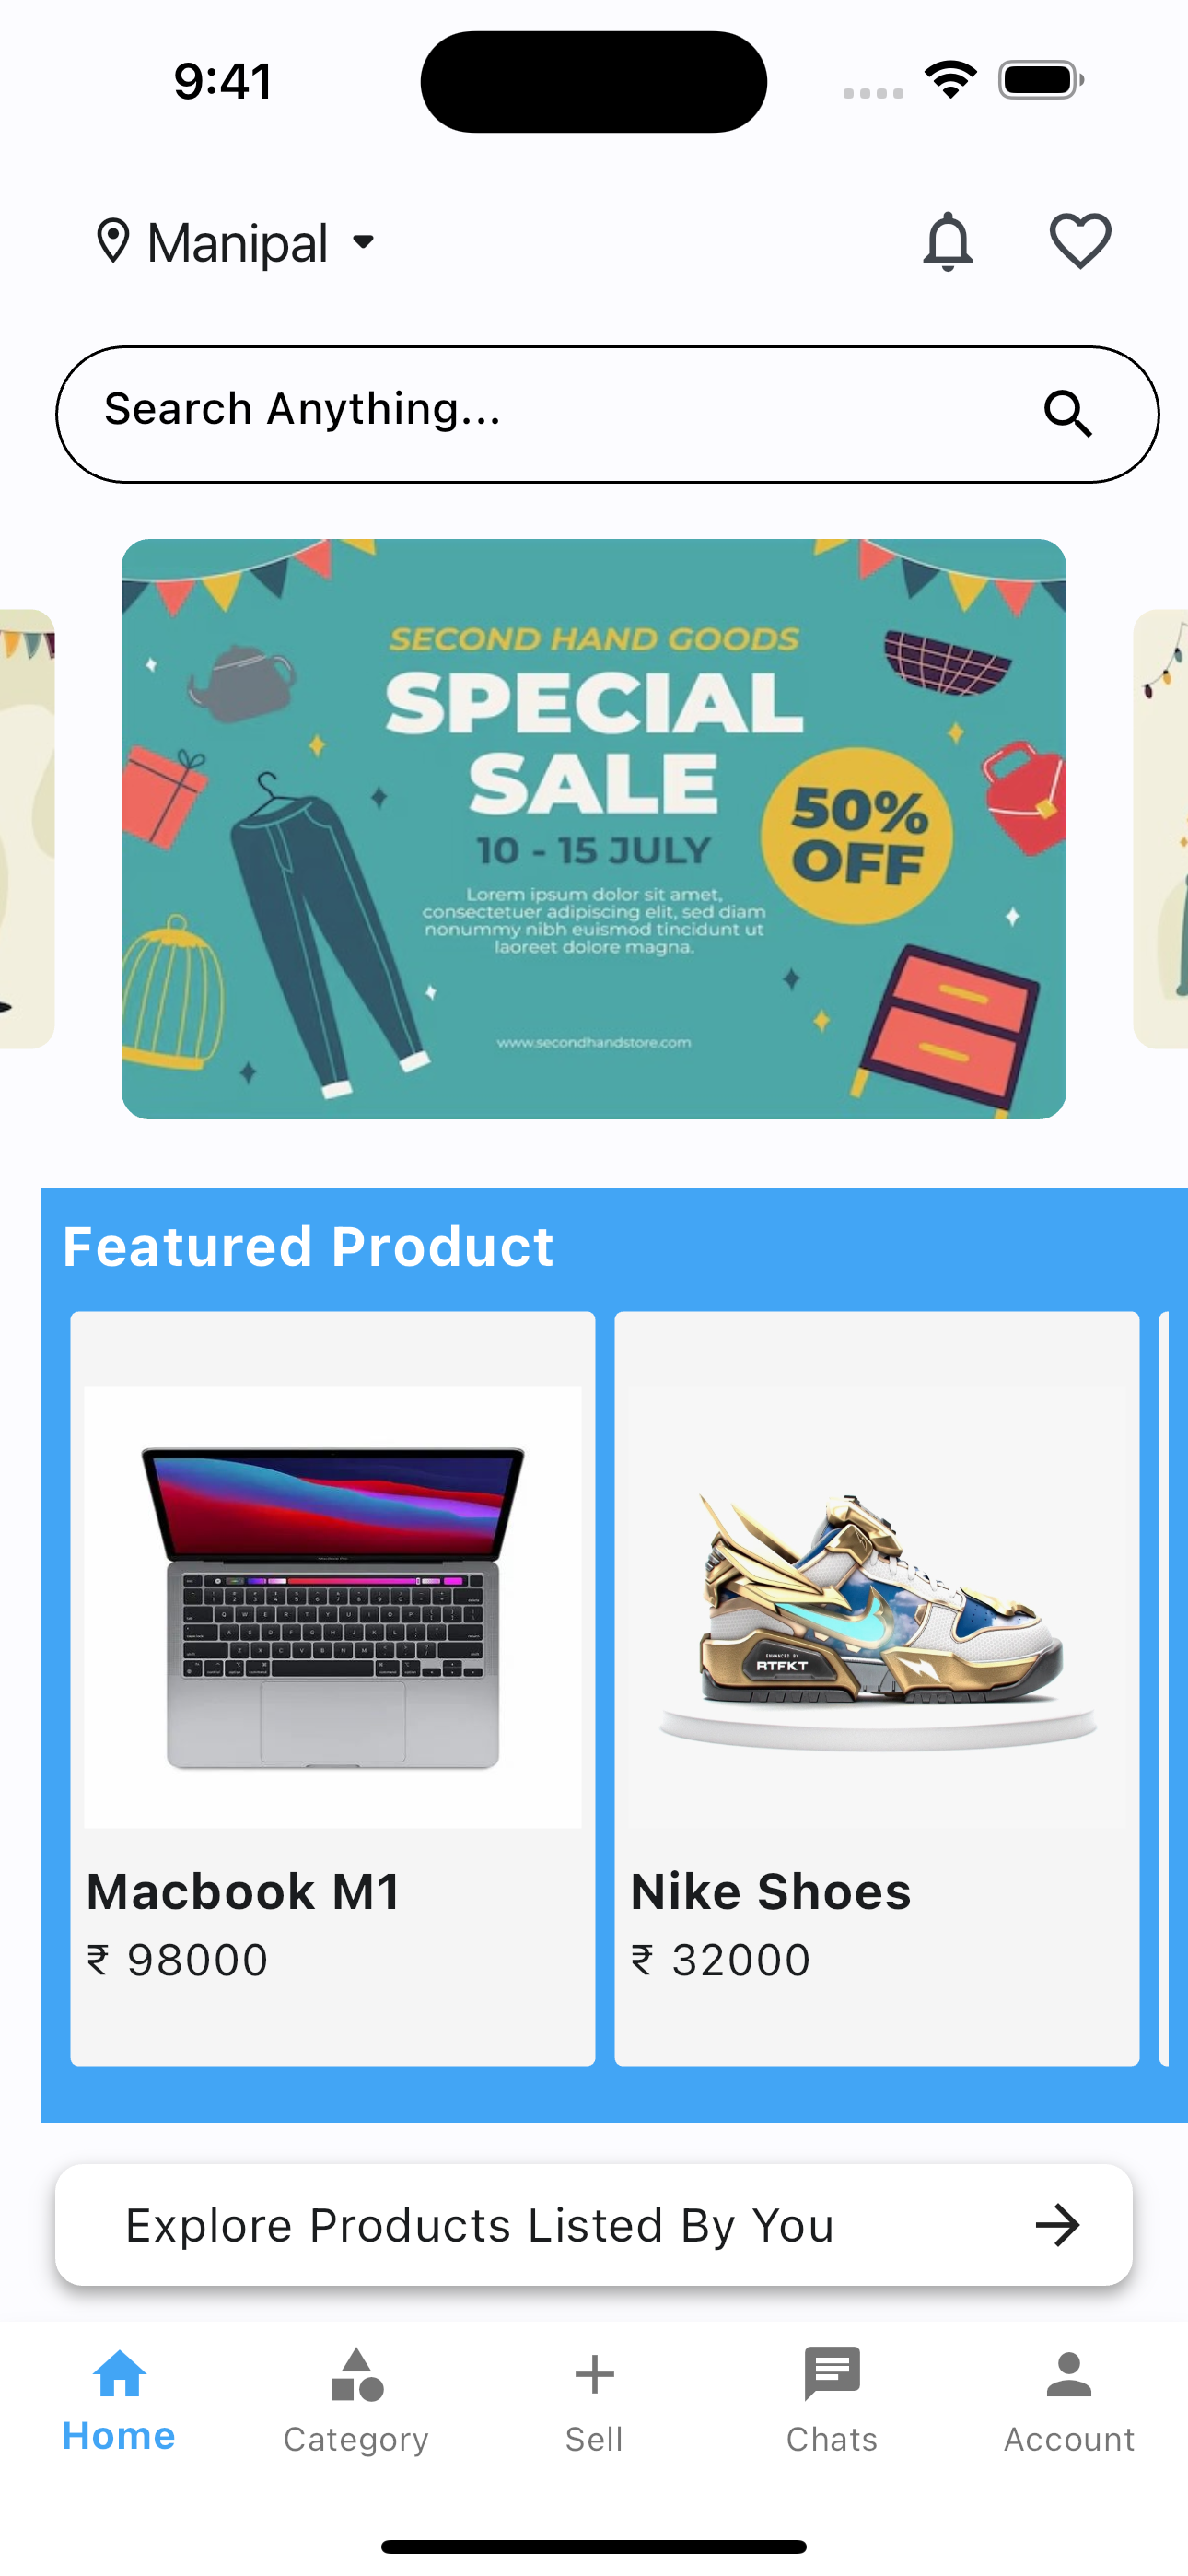 9:41
Manipal
Search Anything...
SECOND HAND GOODS
SPECIAL
SALE
50%
OFF
10 - 15 JULY
Lorem ipsum dolor sit amet,
consectetuer adipiscing elit, sed diam
nonummy nibh euismod tincidunt ut
laoreet dolore magna.
www.secondhandstore.com
Featured Product
ENHANCED BY
RTFKT
Macbook M1
₹ 98000
Nike Shoes
₹ 32000
Explore Products Listed By You
Home
Category
Sell
Chats
Account